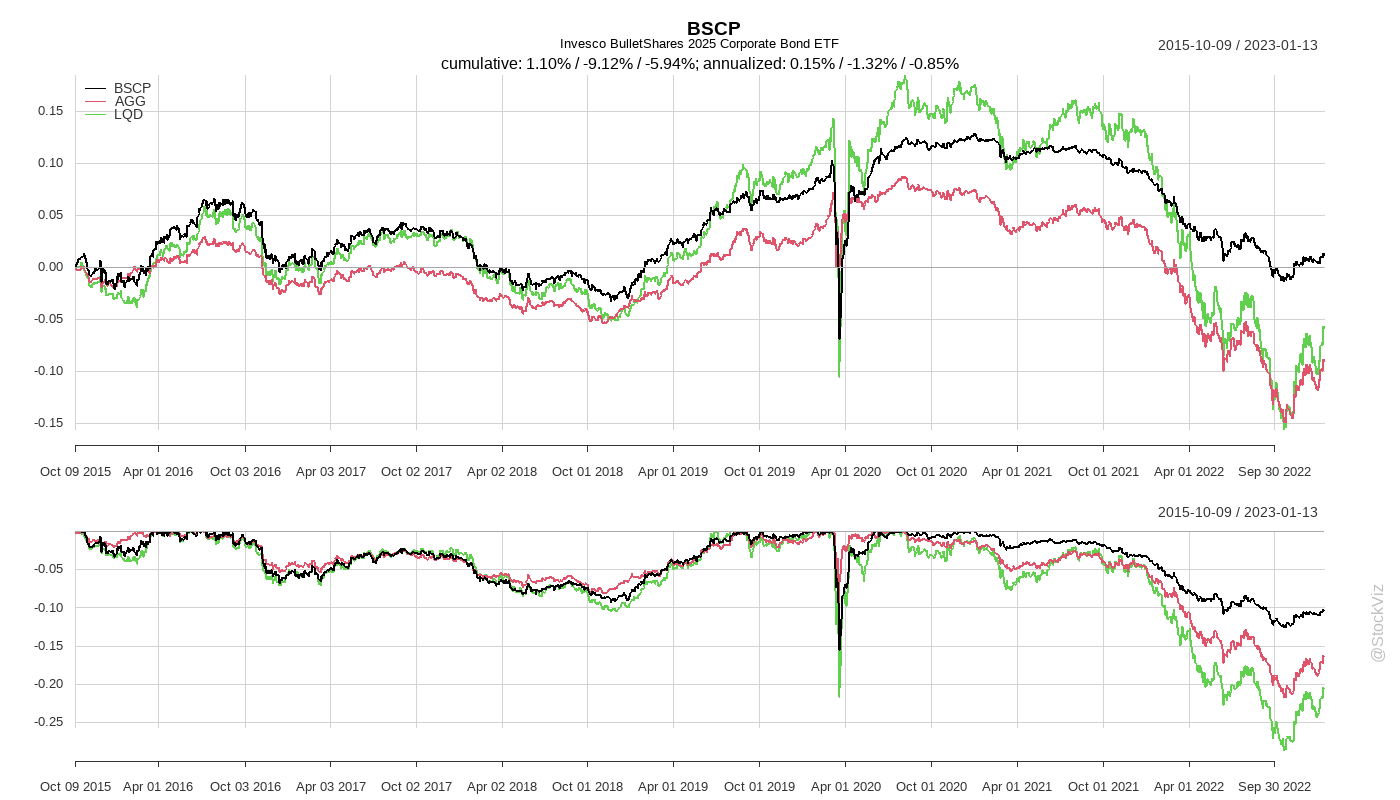 BSCP
Invesco BulletShares 2025 Corporate Bond ETF
2015-10-09 / 2023-01-13
cumulative: 1.10% / -9.12% / -5.94%; annualized: 0.15% / -1.32% / -0.85%
BSCP
AGG
LQD
0.15
0.10
0.05
0.00
-0.05
-0.10
-0.15
Oct 09 2015 Apr 01 2016 Oct 03 2016 Apr 03 2017 Oct 02 2017 Apr 02 2018 Oct 01 2018 Apr 01 2019 Oct 01 2019 Apr 01 2020 Oct 01 2020 Apr 01 2021 Oct 01 2021 Apr 01 2022 Sep 30 2022
2015-10-09 / 2023-01-13
-0.05
-0.10
-0.15
-0.20
-0.25
Oct 09 2015 Apr 01 2016 Oct 03 2016 Apr 03 2017 Oct 02 2017 Apr 02 2018 Oct 01 2018 Apr 01 2019 Oct 01 2019 Apr 01 2020 Oct 01 2020 Apr 01 2021 Oct 01 2021 Apr 01 2022 Sep 30 2022
@StockViz